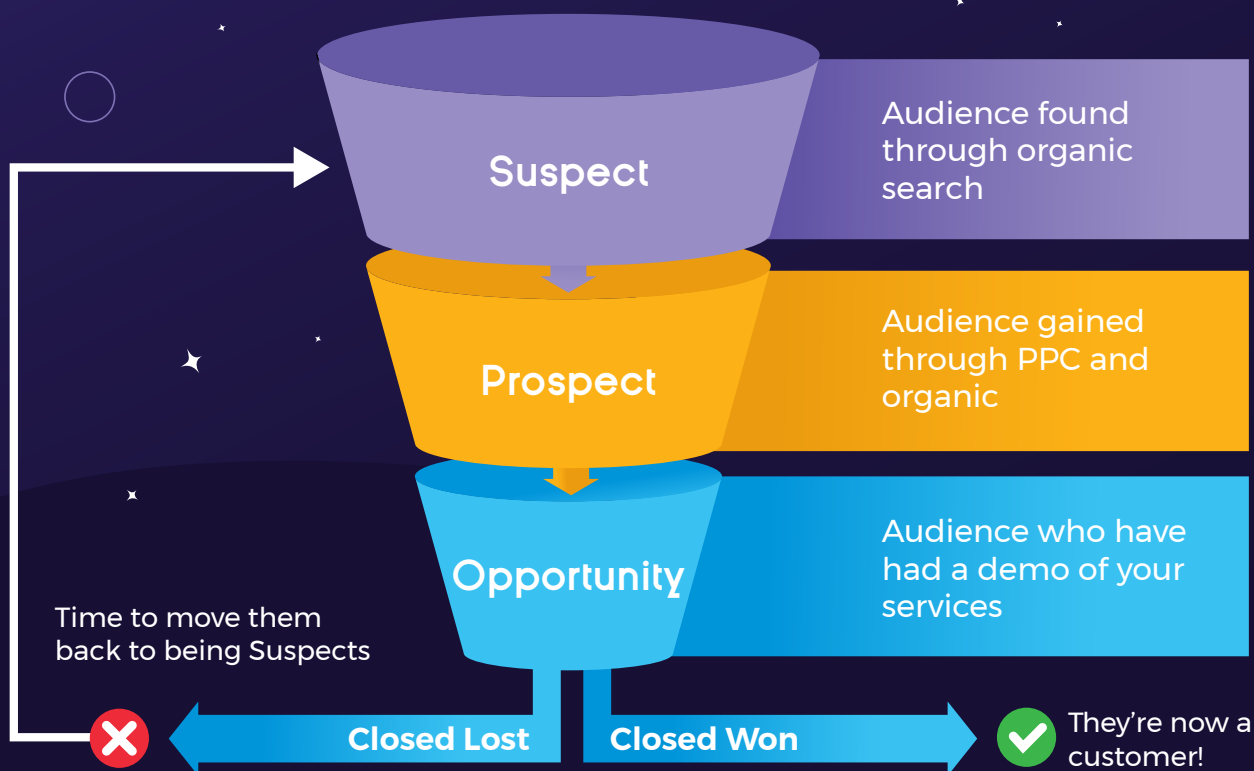 Suspect
Audience found
through organic
search
Prospect
Audience gained
through PPC and
organic
Opportunity
Audience who have
had a demo of your
services
Time to move them
back to being Suspects
Closed Lost
Closed Won
They’re now a
customer!